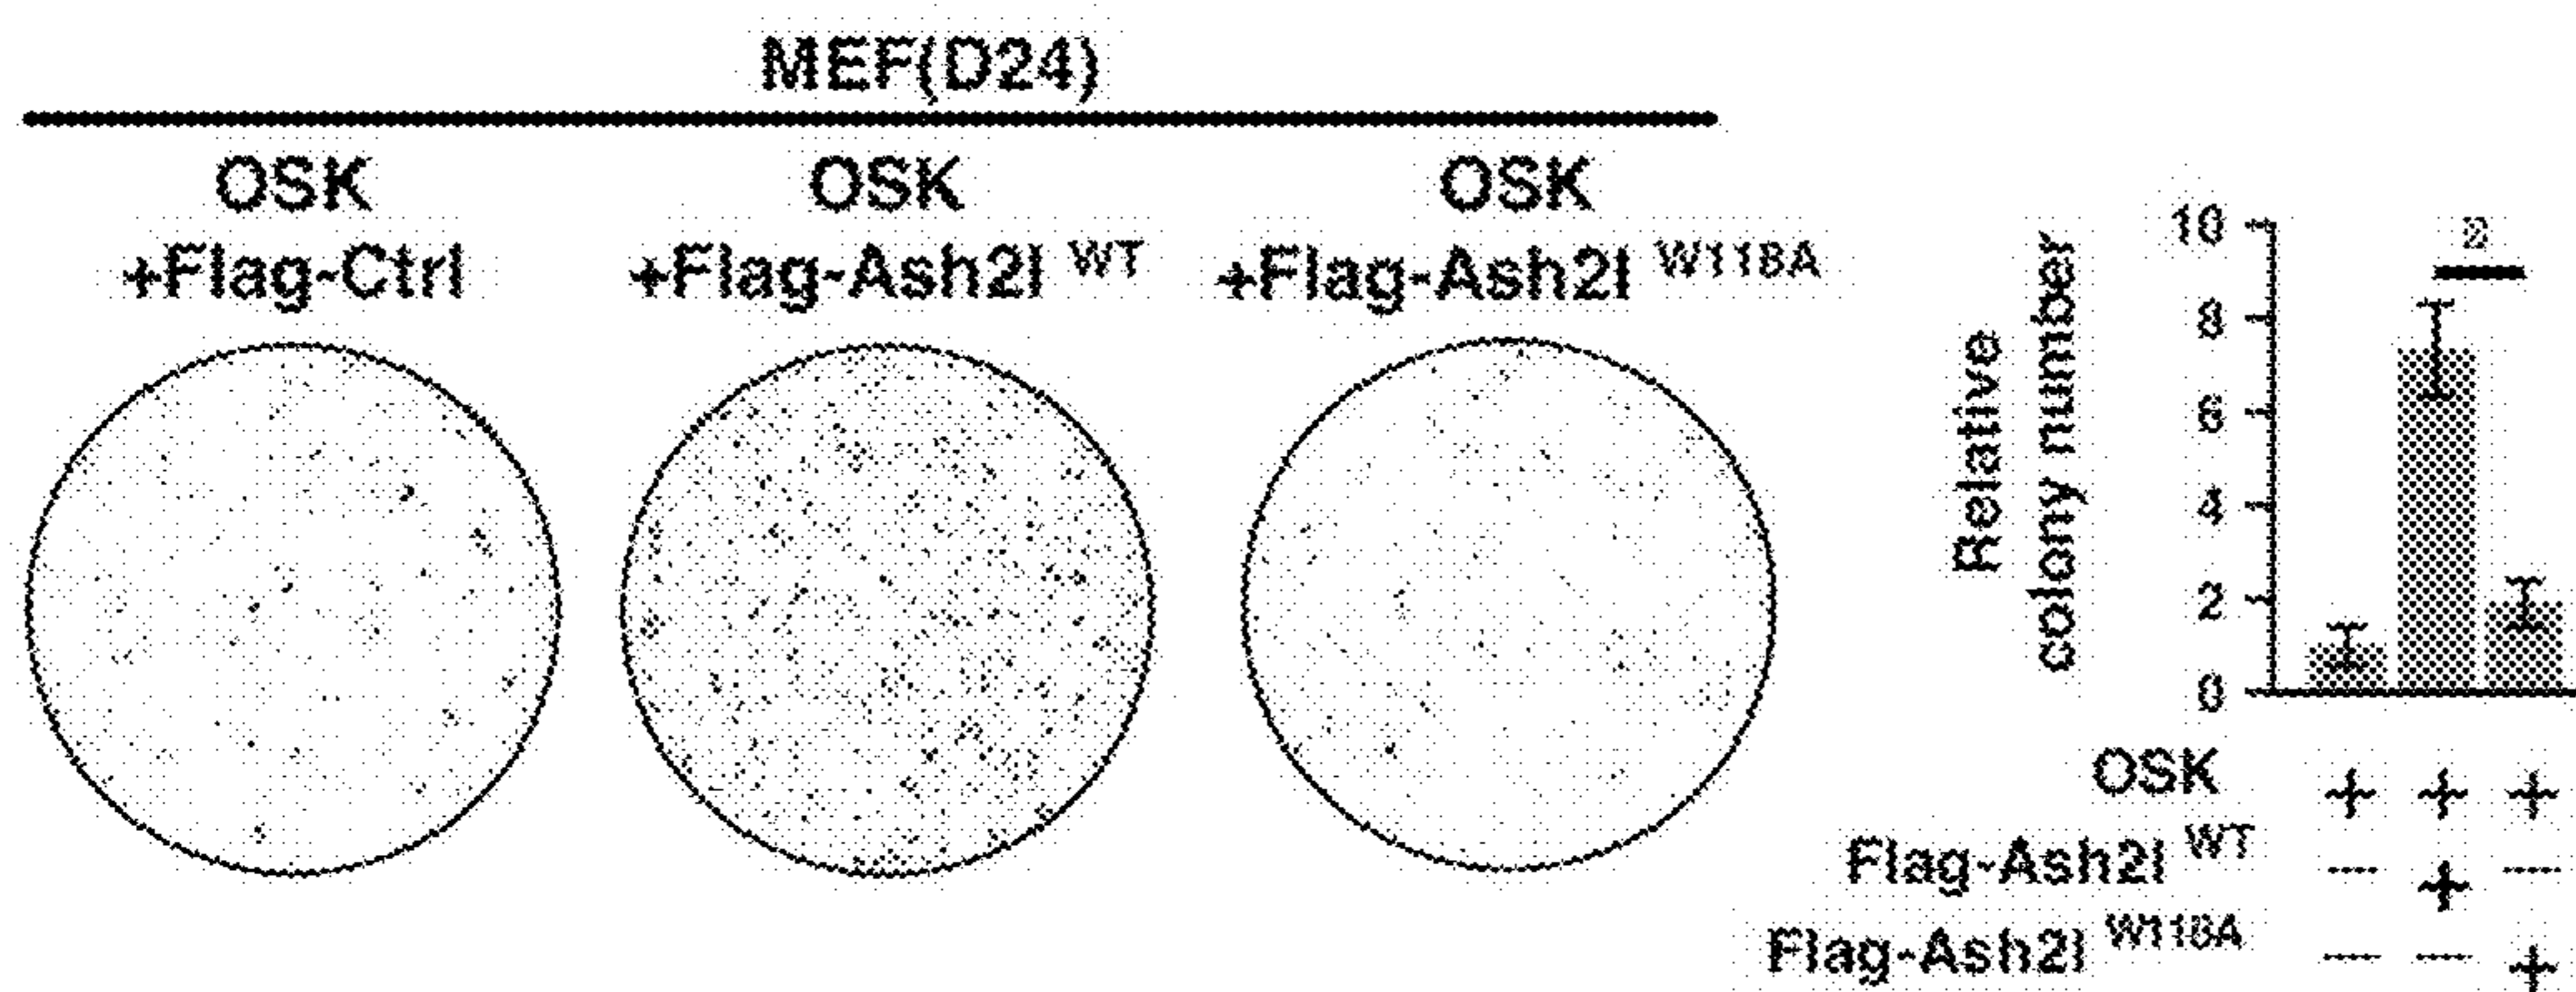 MEF(D24)
OSK
+Flag-Ctrl
OSK
+Flag-Ash2l WT
OSK
+Flag-Ash2l W118A
Relative
colony number
10
8
6
4
2
0
OSK + + +
Flag-Ash2l WT - + -
Flag-Ash2l W118A - - +